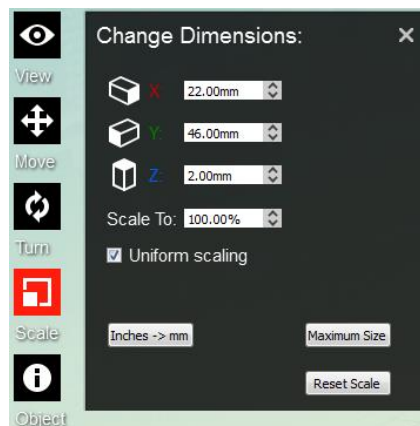 Change Dimensions:
View
X: 22.00mm
Y: 46.00mm
Move
Z: 2.00mm
Scale To: 100.00%
Turn
Uniform scaling
Scale
Inches -> mm
Maximum Size
Reset Scale
Object